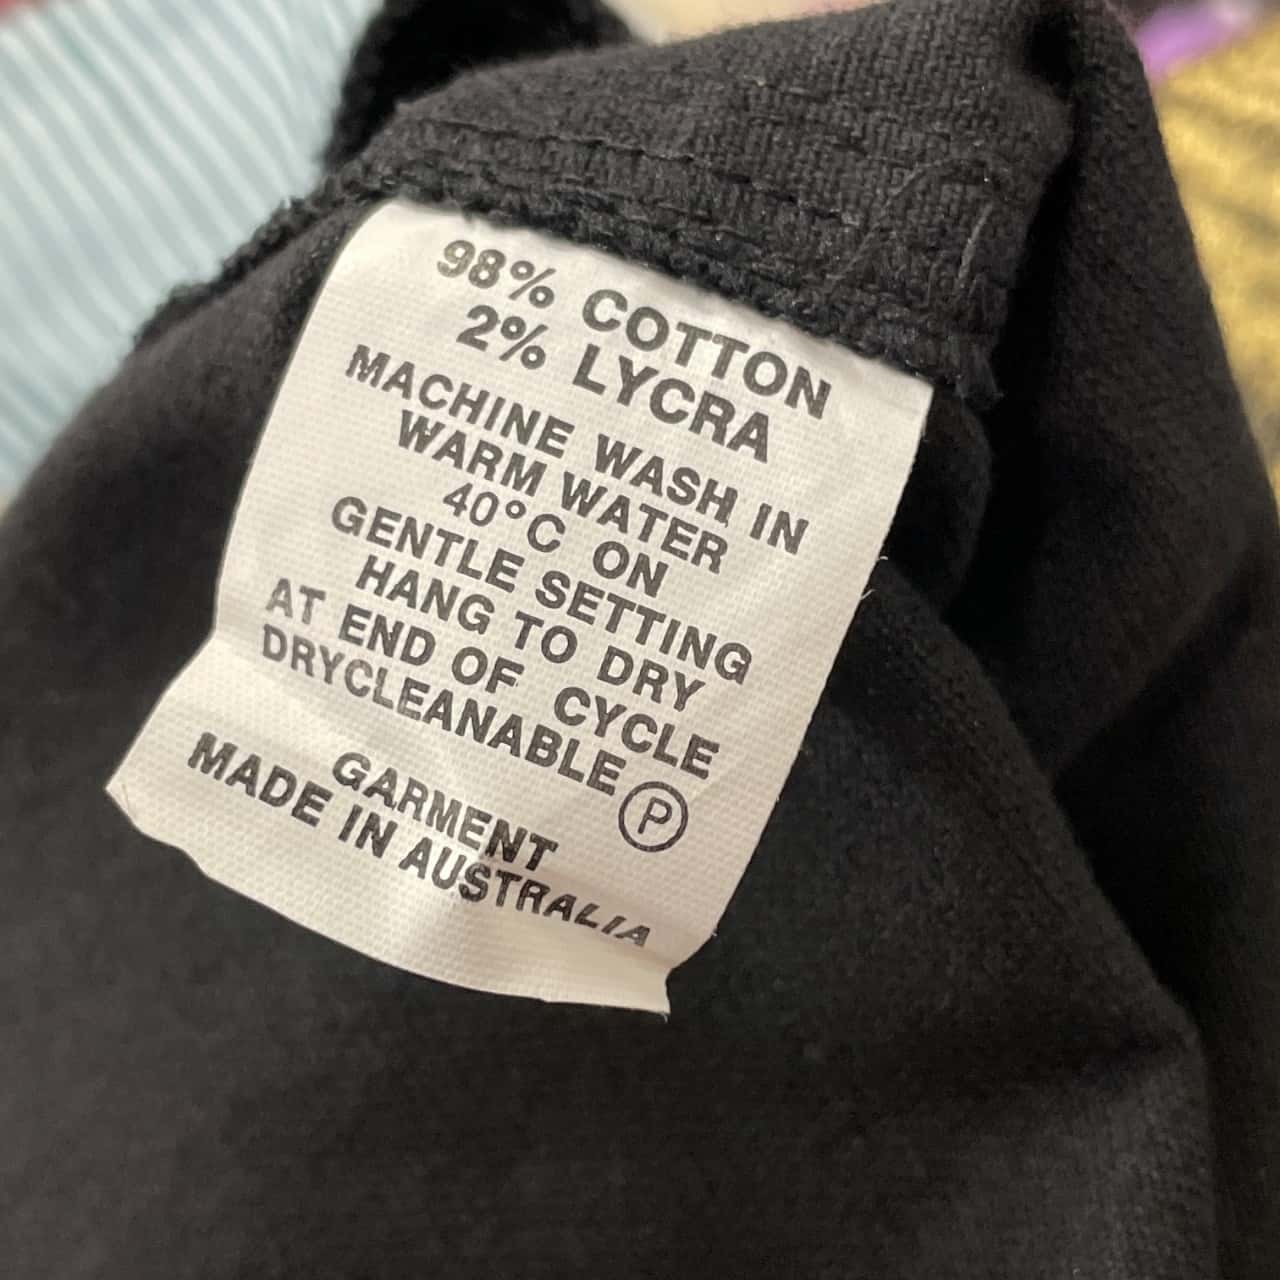 98% COTTON
2% LYCRA
MACHINE WASH IN
WARM WATER
40°C ON
GENTLE SETTING
HANG TO DRY
AT END OF CYCLE
DRYCLEANABLE Ⓟ
GARMENT
MADE IN AUSTRALIA